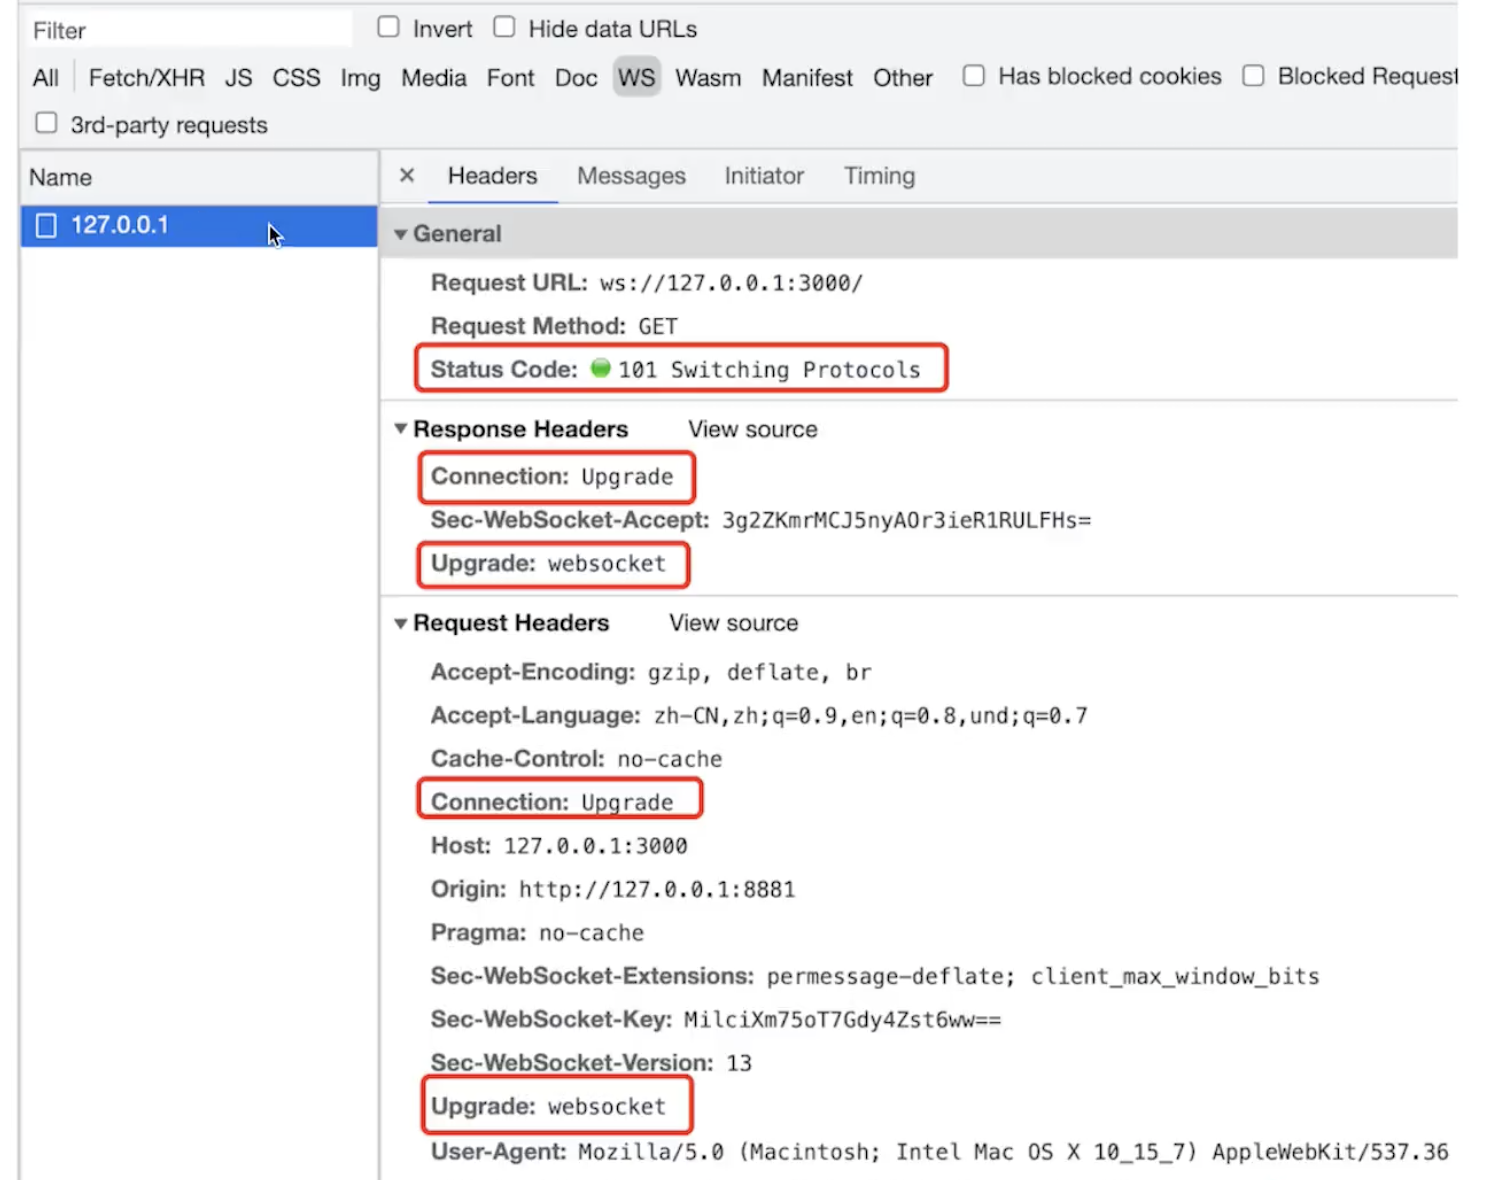 Filter Invert Hide data URLs
All Fetch/XHR JS CSS Img Media Font Doc WS Wasm Manifest Other Has blocked cookies Blocked Request
3rd-party requests
Name
127.0.0.1
Headers Messages Initiator Timing
General
Request URL: ws://127.0.0.1:3000/
Request Method: GET
Status Code: 101 Switching Protocols
Response Headers View source
Connection: Upgrade
Sec-WebSocket-Accept: 3g2ZKmrMCJ5nyAOr3ieR1RULFHs=
Upgrade: websocket
Request Headers View source
Accept-Encoding: gzip, deflate, br
Accept-Language: zh-CN,zh;q=0.9,en;q=0.8,und;q=0.7
Cache-Control: no-cache
Connection: Upgrade
Host: 127.0.0.1:3000
Origin: http://127.0.0.1:8881
Pragma: no-cache
Sec-WebSocket-Extensions: permessage-deflate; client_max_window_bits
Sec-WebSocket-Key: MilciXm75oT7Gdy4Zst6ww==
Sec-WebSocket-Version: 13
Upgrade: websocket
User-Agent: Mozilla/5.0 (Macintosh; Intel Mac OS X 10_15_7) AppleWebKit/537.36